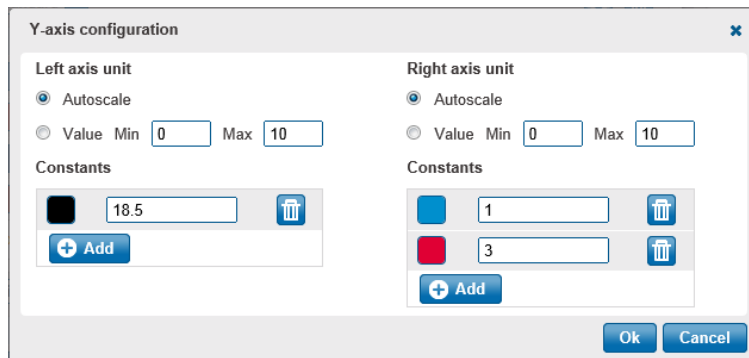 Y-axis configuration
Left axis unit
Autoscale
Value Min 0 Max 10
Constants
18.5
Add
Right axis unit
Autoscale
Value Min 0 Max 10
Constants
1
3
Add
Ok Cancel